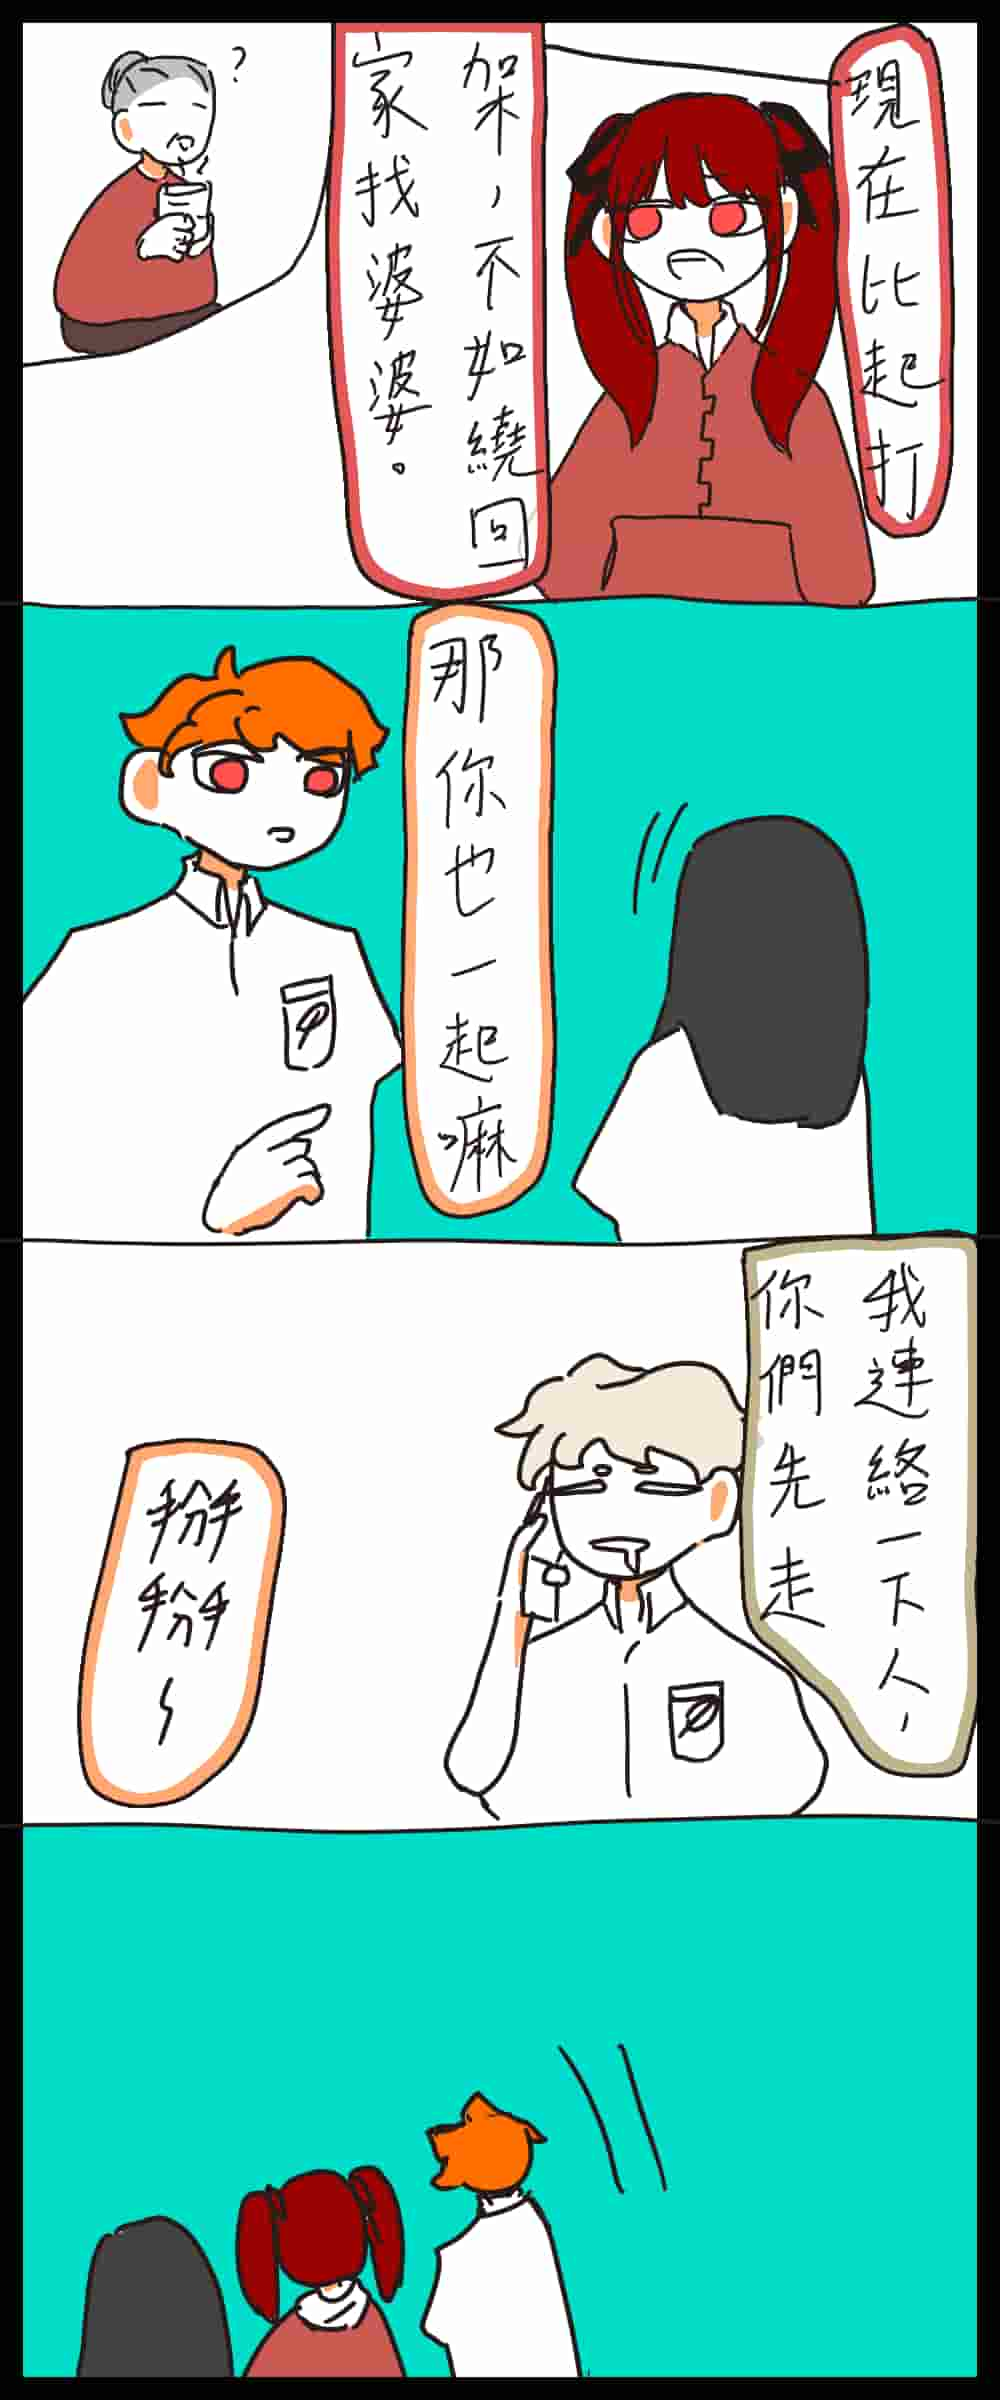 現在比起打
架，不如繞回
家找婆婆。
?
那你也一起嘛
我連絡一下人，
你們先走
掰掰～